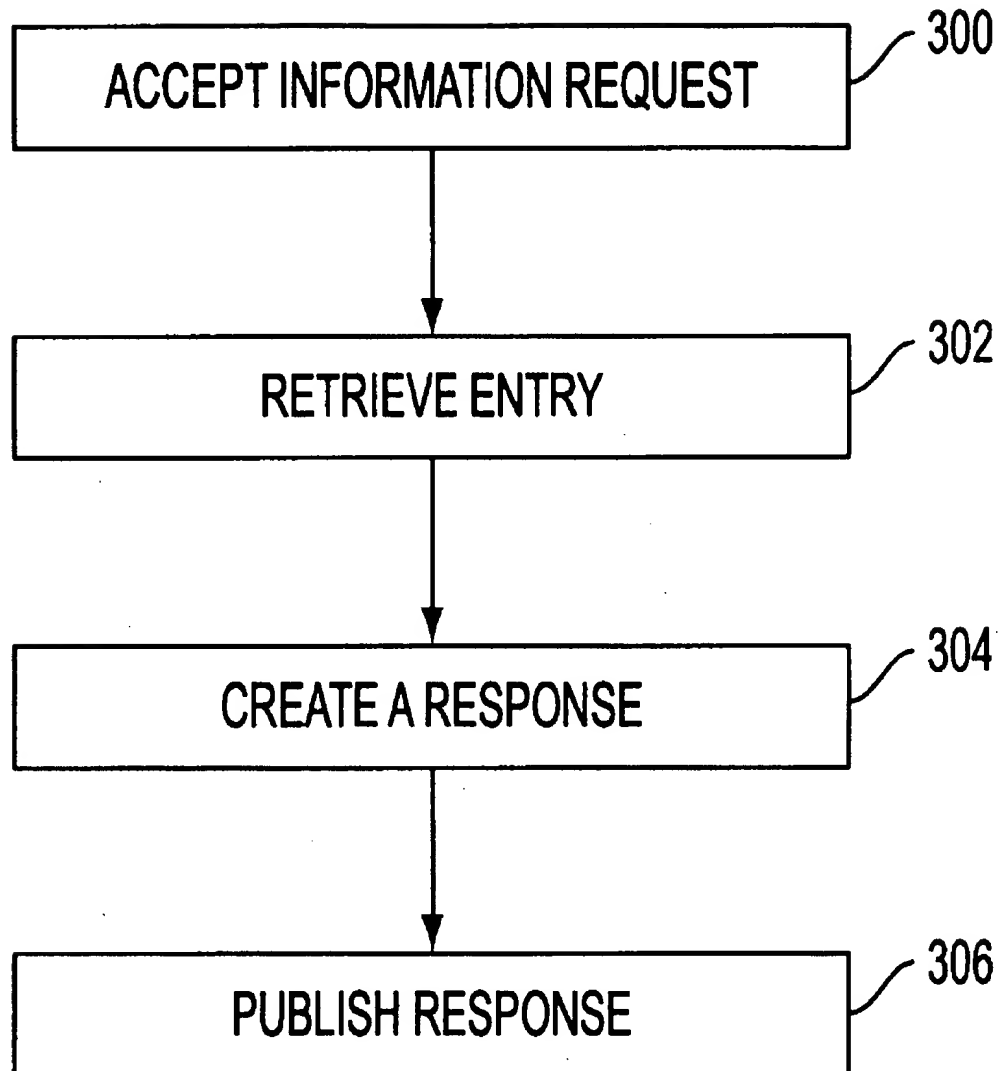 ACCEPT INFORMATION REQUEST
300
RETRIEVE ENTRY
302
CREATE A RESPONSE
304
PUBLISH RESPONSE
306